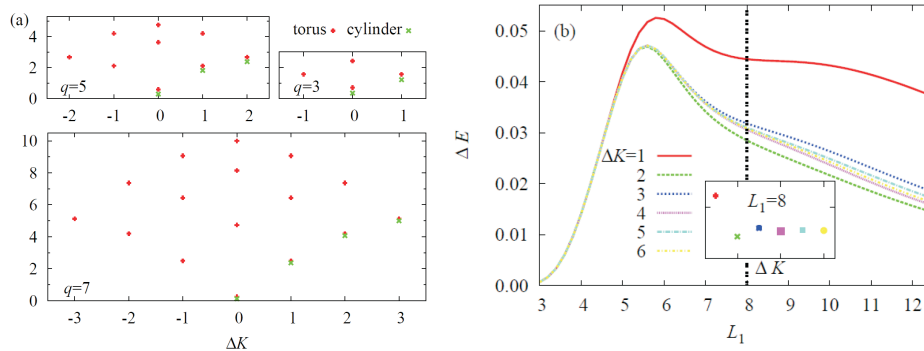 (a)
torus cylinder
4
2
0
q=5
-2 -1 0 1 2
4
2
0
q=3
-1 0 1
10
8
6
4
2
0
q=7
-3 -2 -1 0 1 2 3
ΔK
(b)
0.05
0.04
0.03
0.02
0.01
0.00
ΔE
ΔK=1
2
3
4
5
6
L1=8
ΔK
3 4 5 6 7 8 9 10 11 12
L1